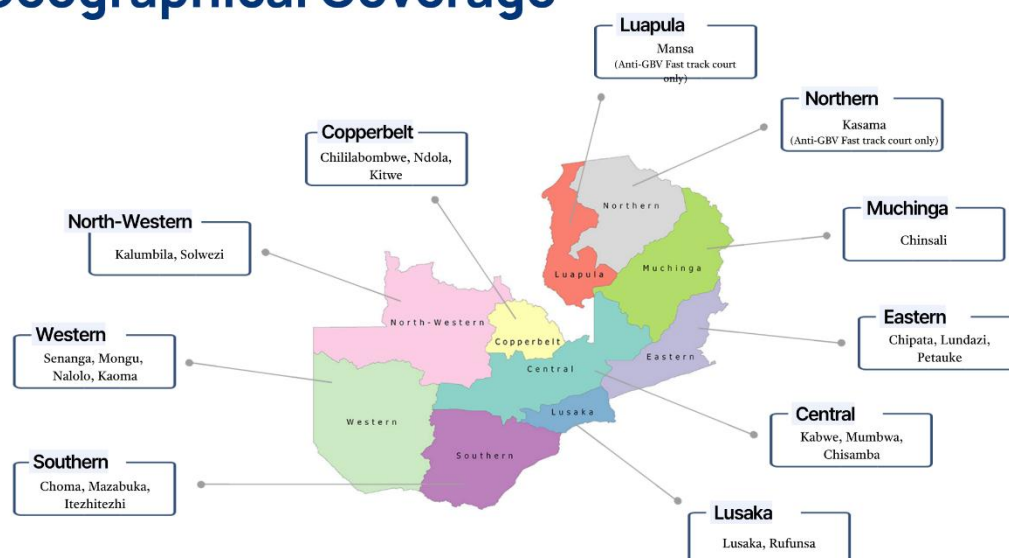 Geographical Coverage
Luapula
Mansa
(Anti-GBV Fast track court
only)
Northern
Kasama
(Anti-GBV Fast track court only)
Copperbelt
Chililabombwe, Ndola,
Kitwe
North-Western
Kalumbila, Solwezi
Muchinga
Chinsali
Western
Senanga, Mongu,
Nalolo, Kaoma
Eastern
Chipata, Lundazi,
Petauke
Central
Kabwe, Mumbwa,
Chisamba
Southern
Choma, Mazabuka,
Itezhitezhi
Lusaka
Lusaka, Rufunsa
Northern
Luapula
Muchinga
North-Western
Copperbelt
Eastern
Central
Lusaka
Western
Southern